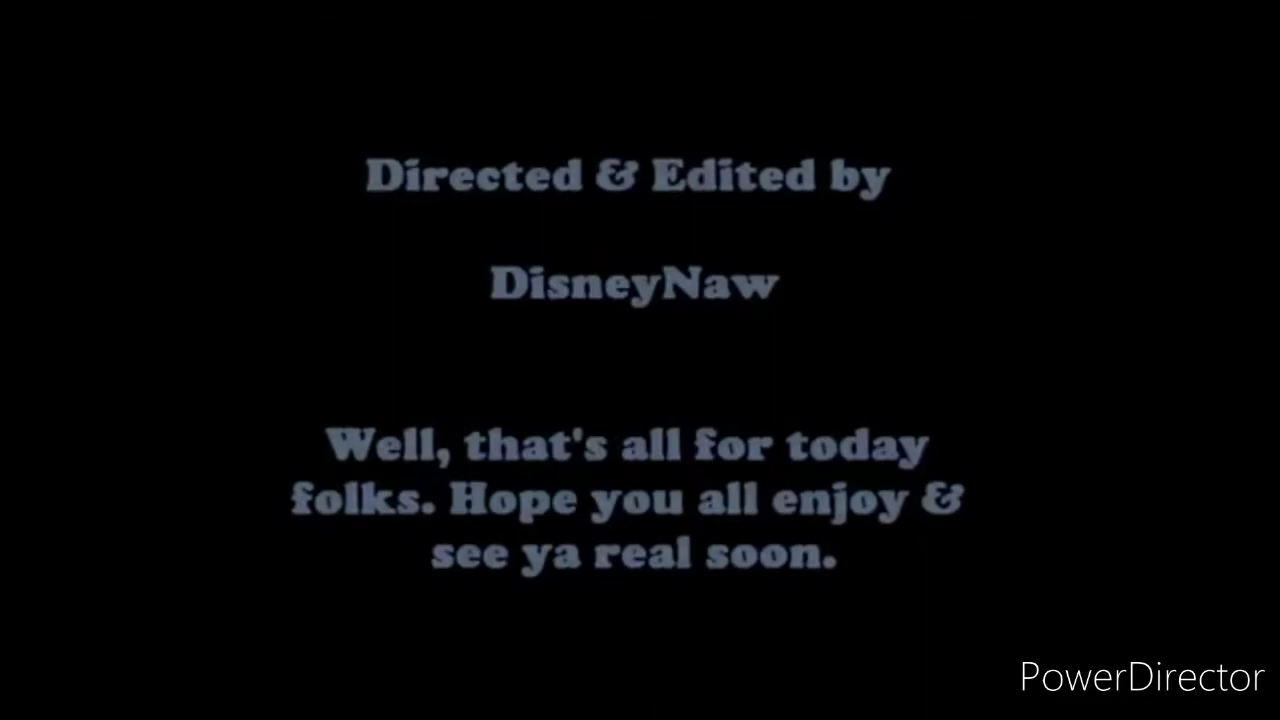 Directed & Edited by
DisneyNaw
Well, that's all for today
folks. Hope you all enjoy &
see ya real soon.
PowerDirector